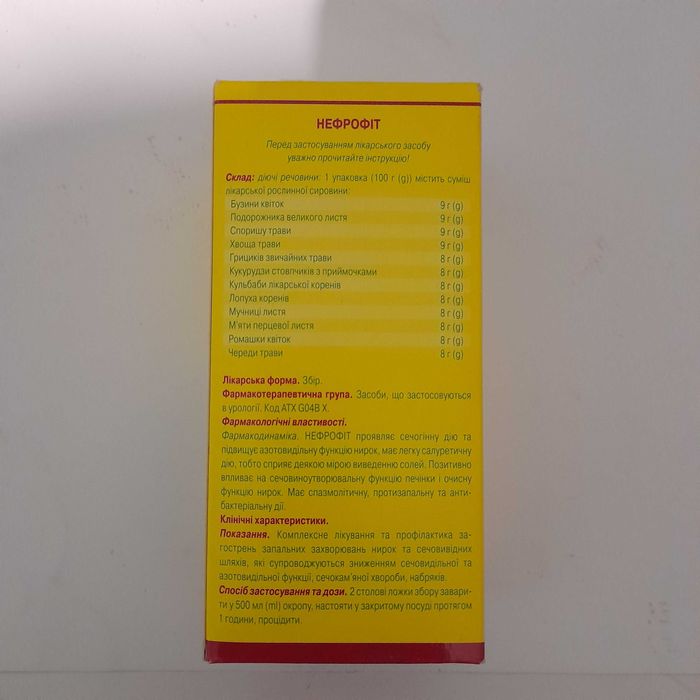 НЕФРОФІТ
Перед застосуванням лікарського засобу
уважно прочитайте інструкцію!
Склад: діючі речовини: 1 упаковка (100 г (g)) містить суміш
лікарської рослинної сировини:
Бузини квіток 9 г (g)
Подорожника великого листя 9 г (g)
Споришу трави 9 г (g)
Хвоща трави 9 г (g)
Грициків звичайних трави 8 г (g)
Кукурудзи стовпчиків з приймочками 8 г (g)
Кульбаби лікарської коренів 8 г (g)
Лопуха коренів 8 г (g)
Мучниці листя 8 г (g)
М'яти перцевої листя 8 г (g)
Ромашки квіток 8 г (g)
Череди трави 8 г (g)
Лікарська форма. Збір.
Фармакотерапевтична група. Засоби, що застосовуються
в урології. Код АТХ G04B X.
Фармакологічні властивості.
Фармакодинаміка. НЕФРОФІТ проявляє сечогінну дію та
підвищує азотовидільну функцію нирок, має легку салуретичну
дію, тобто сприяє деякою мірою виведенню солей. Позитивно
впливає на сечовиноутворювальну функцію печінки і очисну
функцію нирок. Має спазмолітичну, протизапальну та анти-
бактеріальну дії.
Клінічні характеристики.
Показання. Комплексне лікування та профілактика за-
гострень запальних захворювань нирок та сечовивідних
шляхів, які супроводжуються зниженням сечовидільної та
азотовидільної функції, сечокам'яної хвороби, набряків.
Спосіб застосування та дози. 2 столові ложки збору завари-
ти у 500 мл (ml) окропу, настояти у закритому посуді протягом
1 години, процідити.